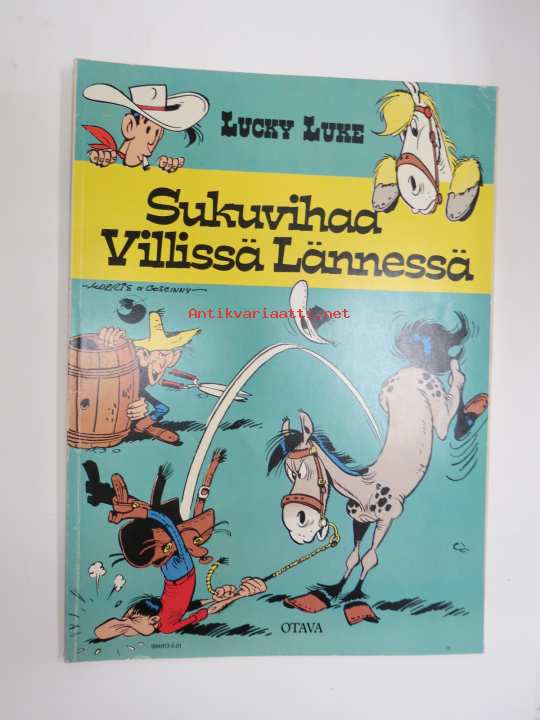 LUCKY LUKE
Sukuvihaa
Villissä Lännessä
MORRIS & GOSCINNY
Antikvariaatti.net
OTAVA